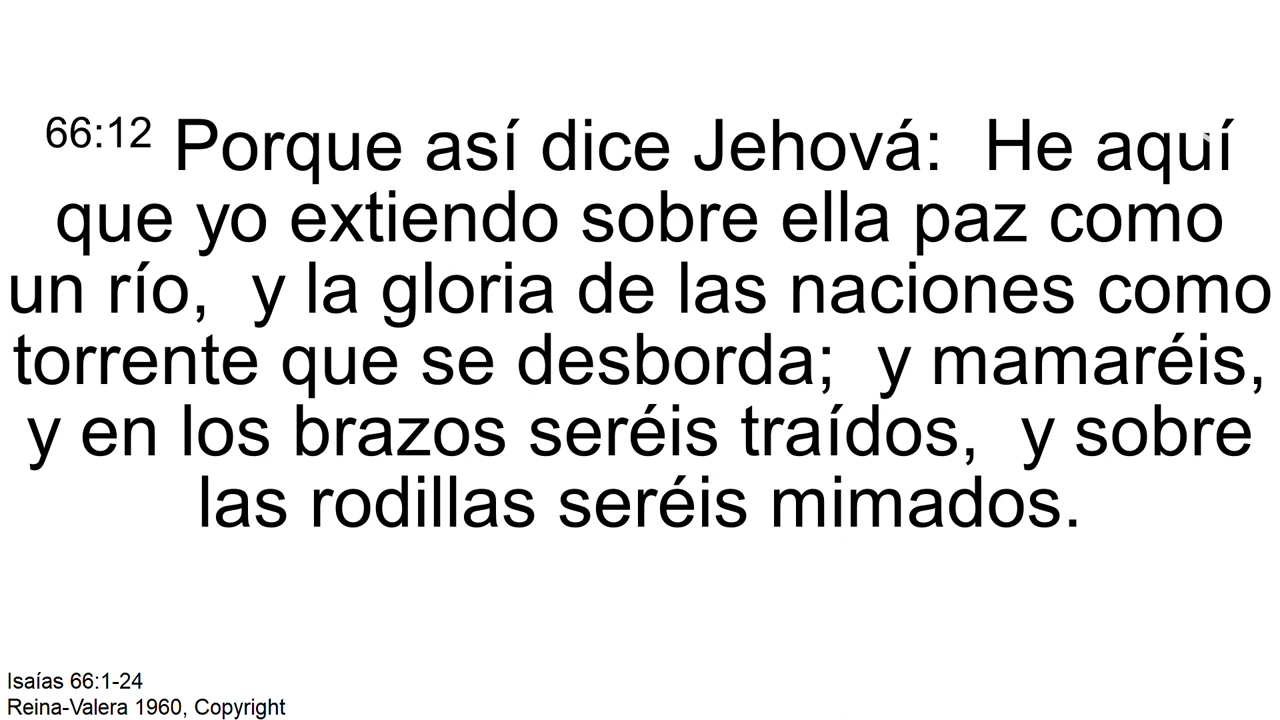 66:12 Porque así dice Jehová:  He aquí
que yo extiendo sobre ella paz como
un río,  y la gloria de las naciones como
torrente que se desborda;  y mamaréis,
y en los brazos seréis traídos,  y sobre
las rodillas seréis mimados.
Isaías 66:1-24
Reina-Valera 1960, Copyright